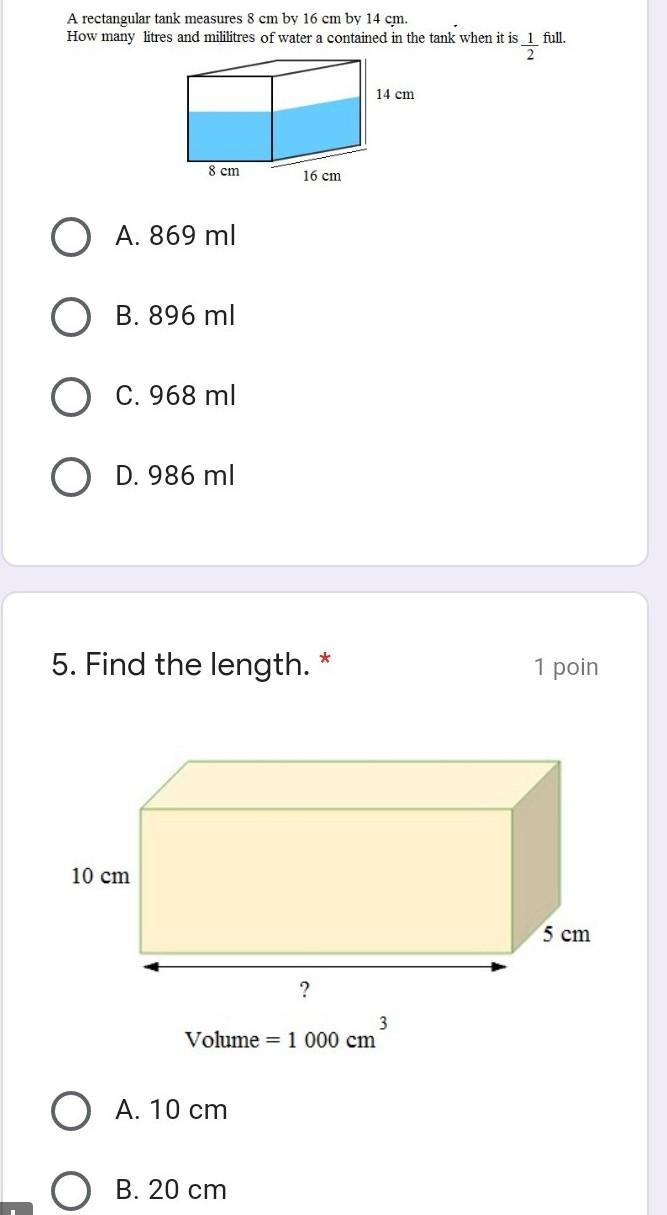 A rectangular tank measures 8 cm by 16 cm by 14 cm.
How many litres and mililitres of water a contained in the tank when it is 1/2 full.
14 cm
8 cm
16 cm
A. 869 ml
B. 896 ml
C. 968 ml
D. 986 ml
5. Find the length. *
1 poin
10 cm
5 cm
?
Volume = 1 000 cm³
A. 10 cm
B. 20 cm